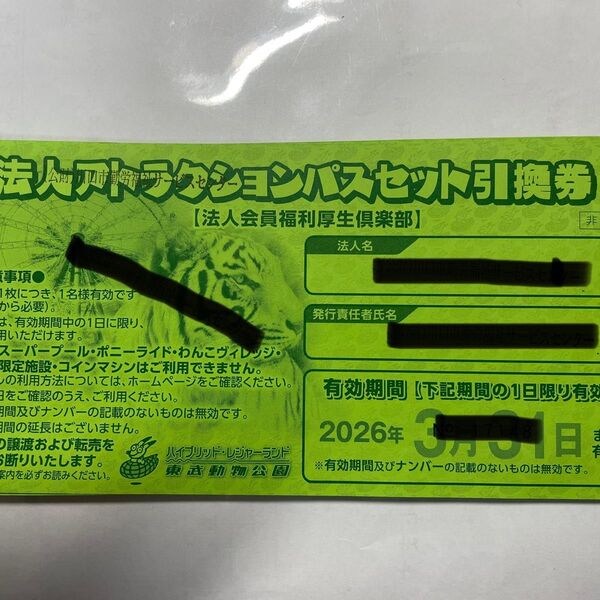 法人アトラクションパスセット引換券
【法人会員福利厚生倶楽部】
非
法人名
意事項●
1枚につき、1名様有効です
から必要)。
は、有効期間中の1日に限り、
用いただけます。
スーパープール・ポニーライド・わんこヴィレッジ・
限定施設・コインマシンはご利用できません。
の利用方法については、ホームページをご確認ください。
日をご確認のうえ、ご利用ください。
期間及びナンバーの記載のないものは無効です。
期間の延長はございません。
の譲渡および転売を
お断りいたします。
案内を必ずお読みください。
ハイブリッド・レジャーランド
東武動物公園
発行責任者氏名
有効期間【下記期間の1日限り有効
2026年 3月31日 ま
有
※有効期間及びナンバーの記載のないものは無効です。